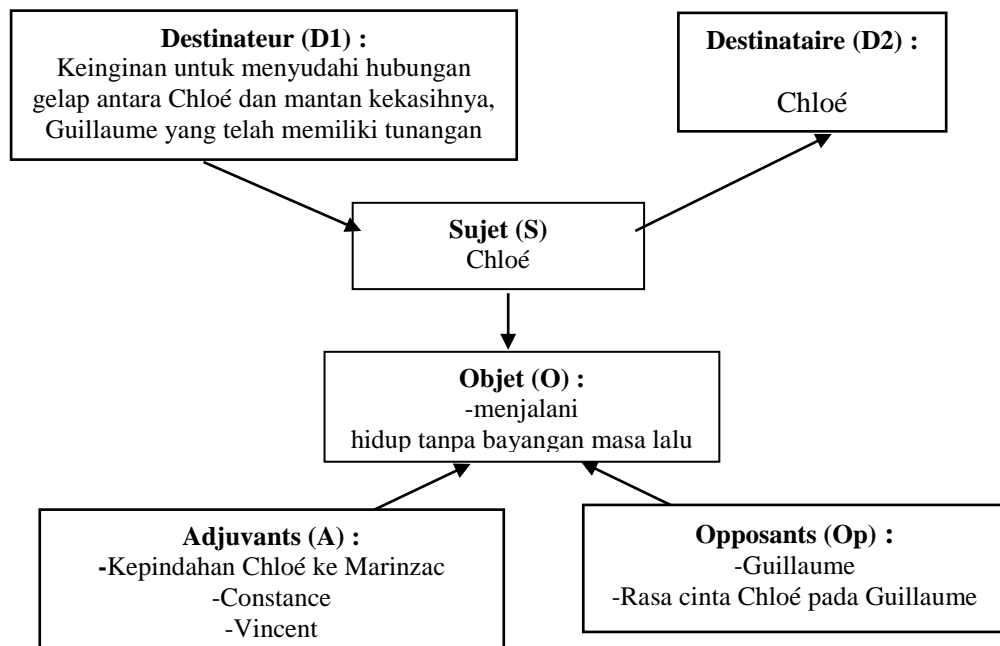 Destinateur (D1) :
Keinginan untuk menyudahi hubungan
gelap antara Chloé dan mantan kekasihnya,
Guillaume yang telah memiliki tunangan
Destinataire (D2) :
Chloé
Sujet (S)
Chloé
Objet (O) :
-menjalani
hidup tanpa bayangan masa lalu
Adjuvants (A) :
-Kepindahan Chloé ke Marinzac
-Constance
-Vincent
Opposants (Op) :
-Guillaume
-Rasa cinta Chloé pada Guillaume